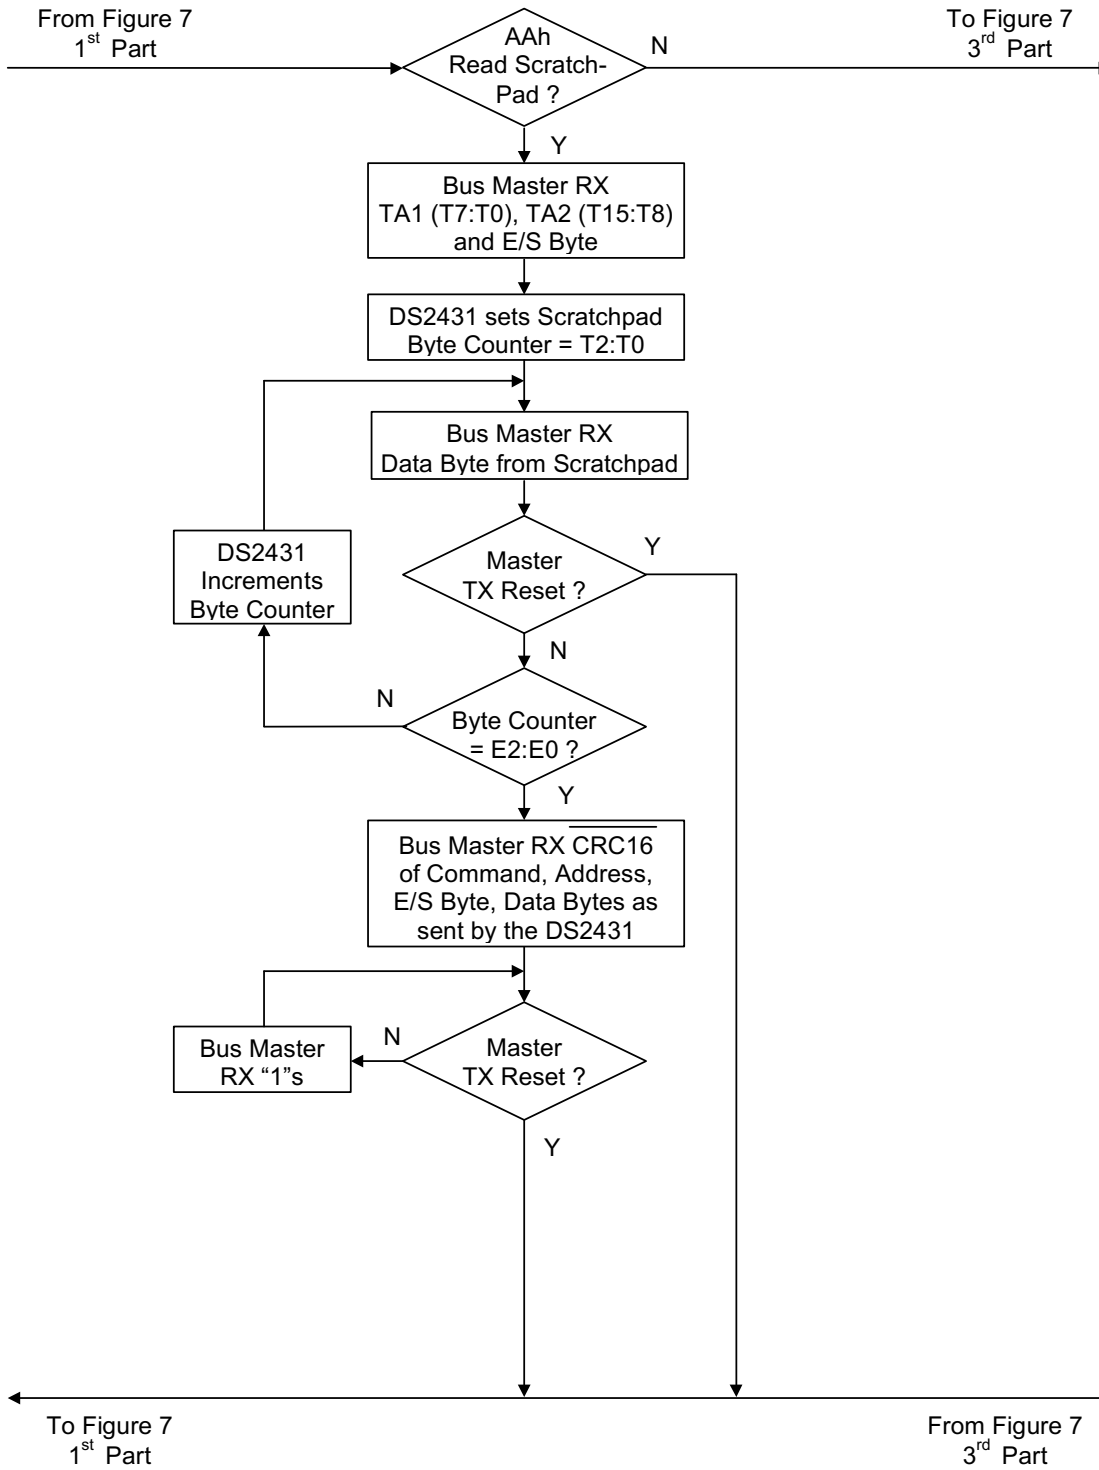 From Figure 7
1st Part
To Figure 7
3rd Part
AAh
Read Scratch-
Pad ?
N
Y
Bus Master RX
TA1 (T7:T0), TA2 (T15:T8)
and E/S Byte
DS2431 sets Scratchpad
Byte Counter = T2:T0
Bus Master RX
Data Byte from Scratchpad
DS2431
Increments
Byte Counter
Master
TX Reset ?
Y
N
N
Byte Counter
= E2:E0 ?
Y
Bus Master RX CRC16
of Command, Address,
E/S Byte, Data Bytes as
sent by the DS2431
Bus Master
RX “1”s
N
Master
TX Reset ?
Y
To Figure 7
1st Part
From Figure 7
3rd Part